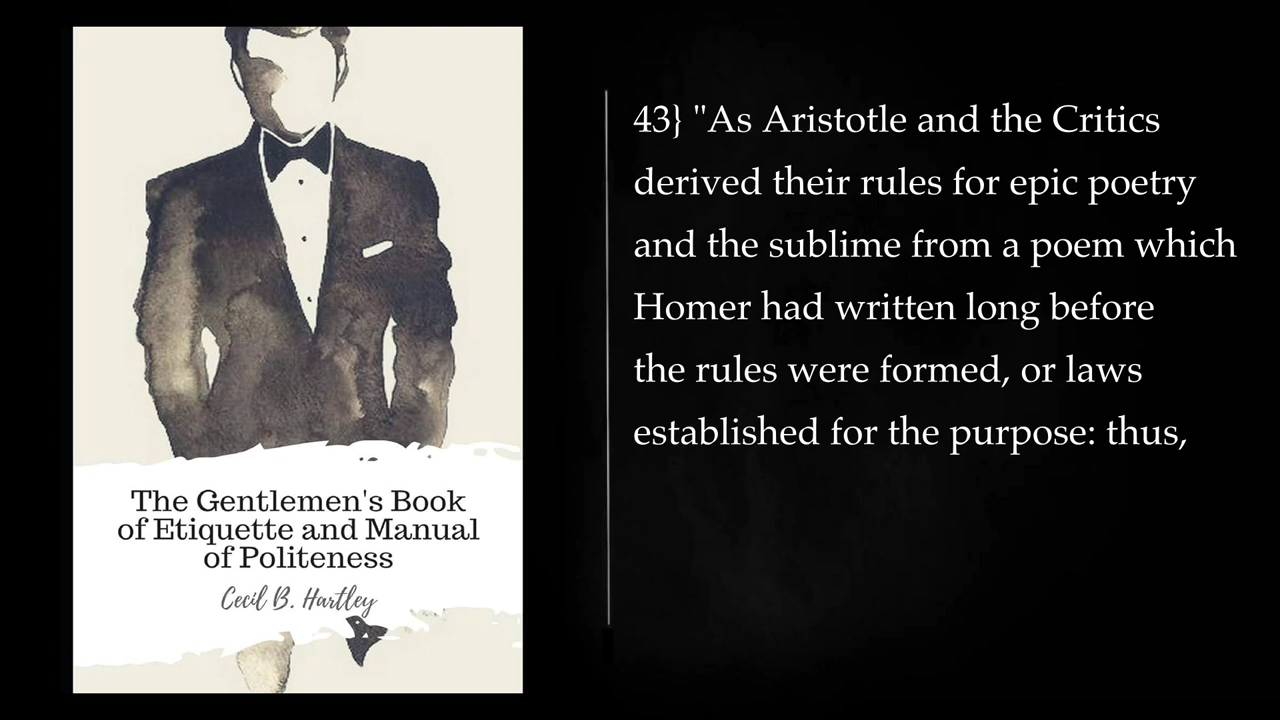 The Gentlemen's Book
of Etiquette and Manual
of Politeness
Cecil B. Hartley
43} "As Aristotle and the Critics
derived their rules for epic poetry
and the sublime from a poem which
Homer had written long before
the rules were formed, or laws
established for the purpose: thus,